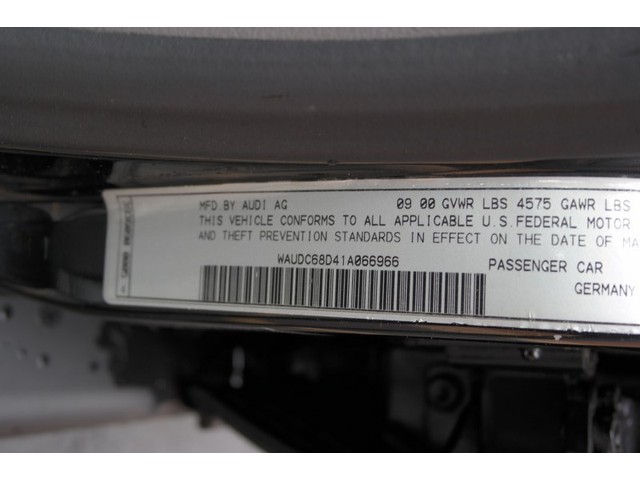 MFD.BY AUDI AG 09 00 GVWR LBS 4575 GAWR LBS
THIS VEHICLE CONFORMS TO ALL APPLICABLE U.S.FEDERAL MOTOR
AND THEFT PREVENTION STANDARDS IN EFFECT ON THE DATE OF MA
WAUDC68D41A066966 PASSENGER CAR
GERMANY